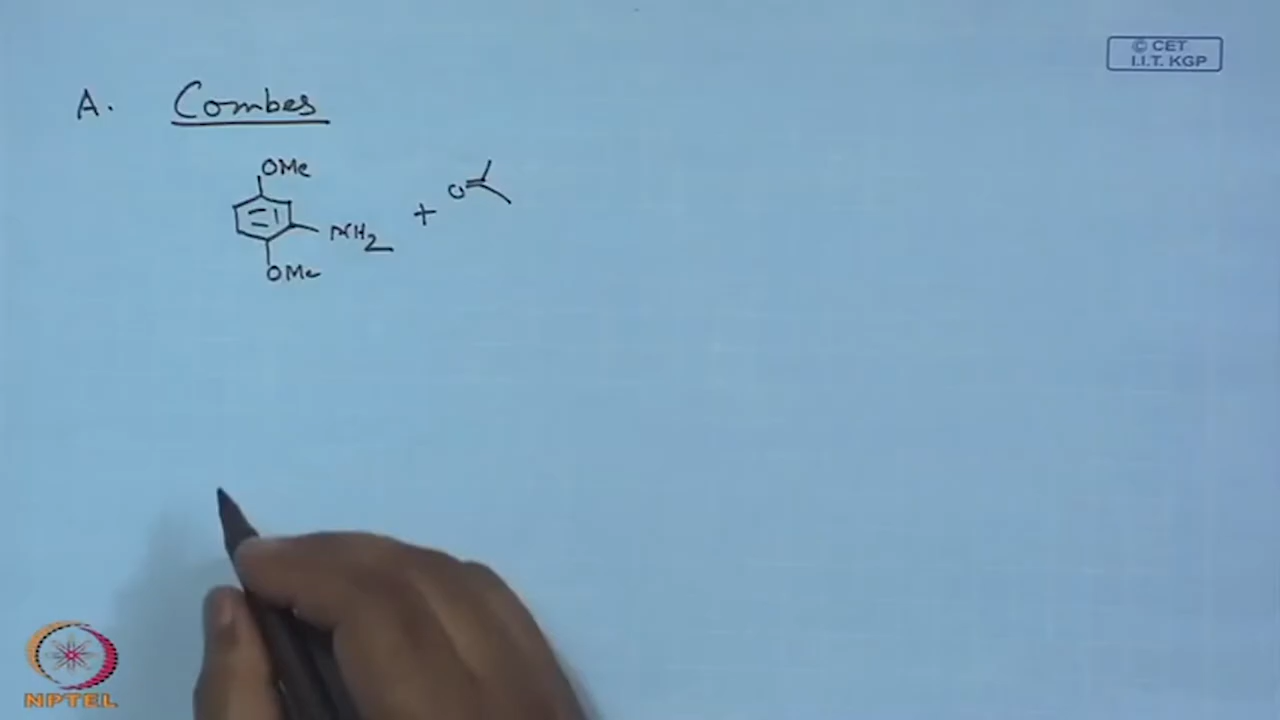 © CET
I.I.T. KGP
A. Combes
OMe
O
+
NH2
OMe
NPTEL